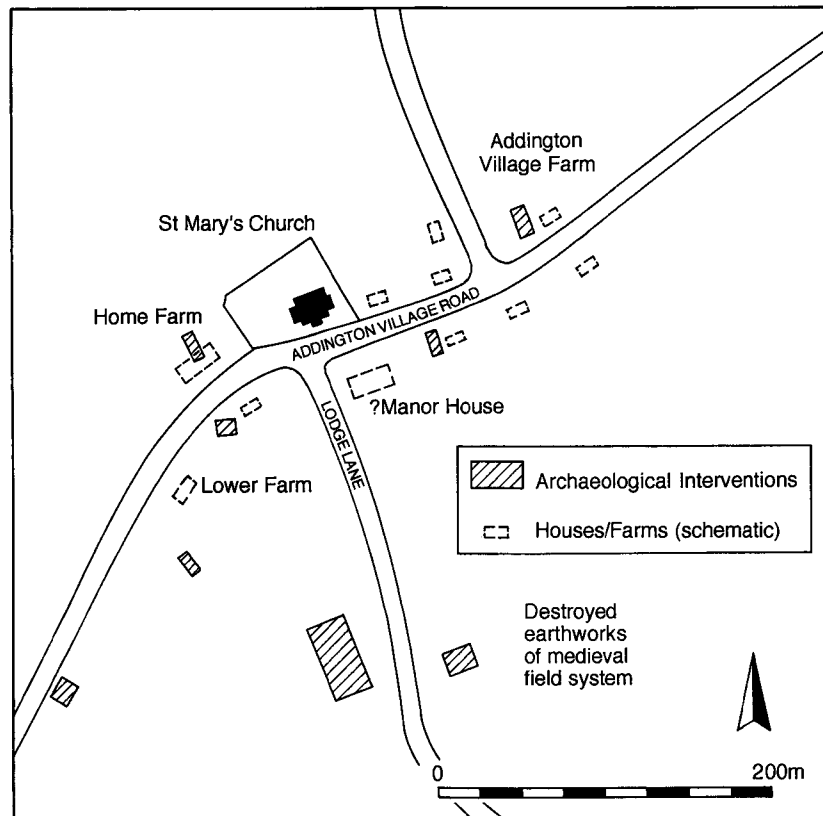 Addington
Village Farm
St Mary's Church
Home Farm
ADDINGTON VILLAGE ROAD
?Manor House
LODGE LANE
Lower Farm
Archaeological Interventions
Houses/Farms (schematic)
Destroyed
earthworks
of medieval
field system
0
200m